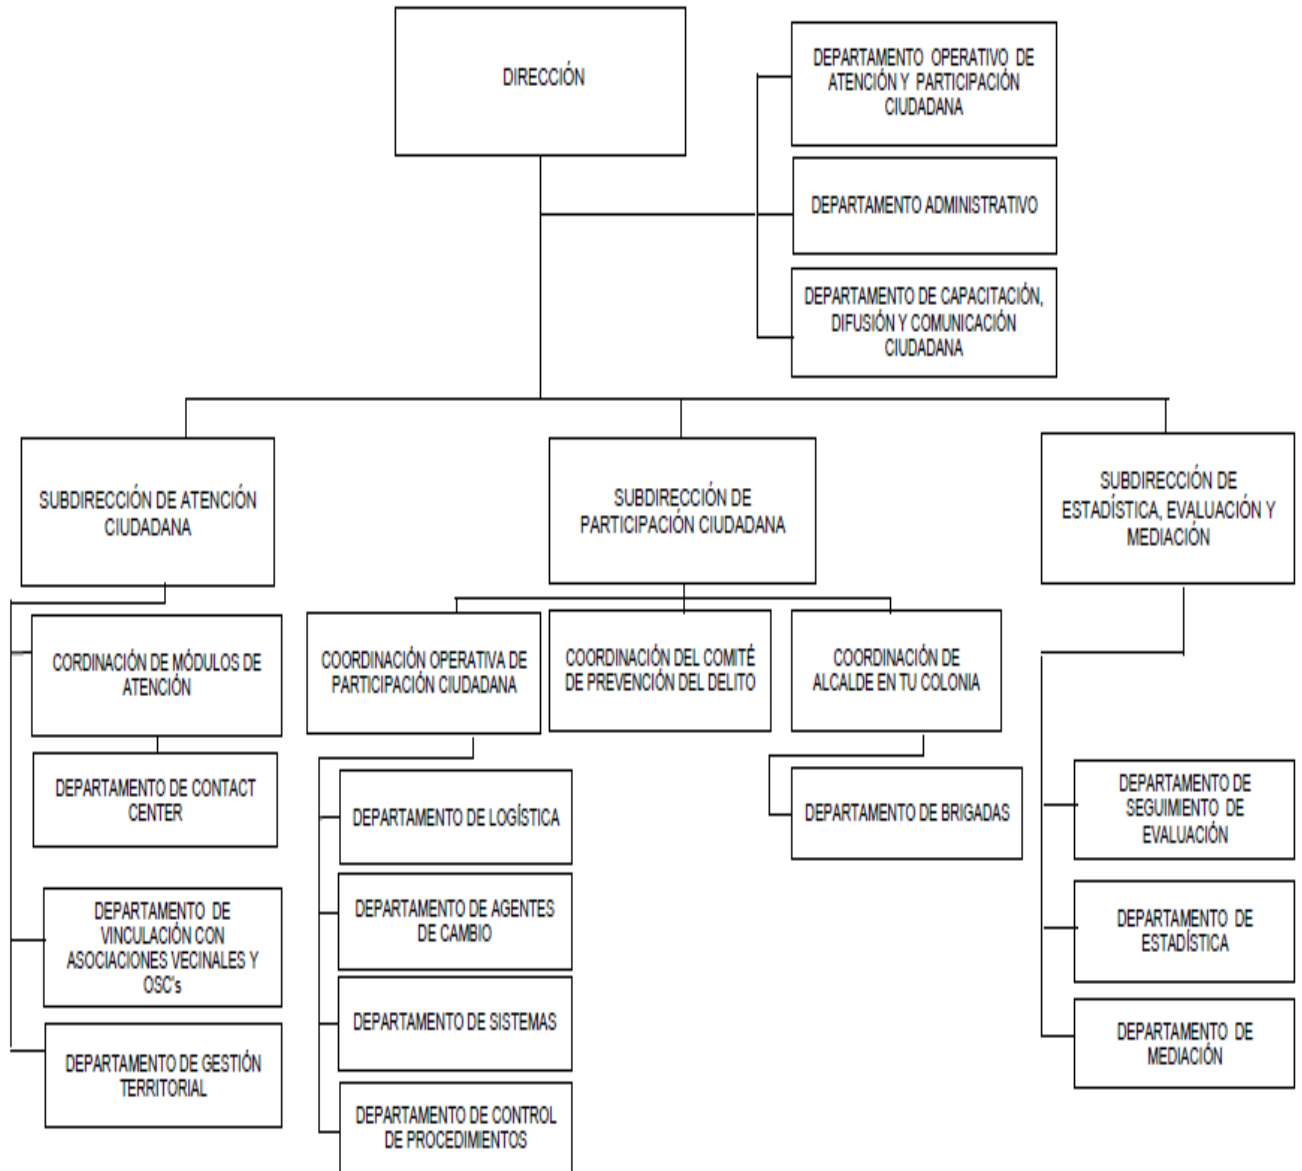 DIRECCIÓN
DEPARTAMENTO OPERATIVO DE
ATENCIÓN Y PARTICIPACIÓN
CIUDADANA
DEPARTAMENTO ADMINISTRATIVO
DEPARTAMENTO DE CAPACITACIÓN,
DIFUSIÓN Y COMUNICACIÓN
CIUDADANA
SUBDIRECCIÓN DE ATENCIÓN
CIUDADANA
SUBDIRECCIÓN DE
PARTICIPACIÓN CIUDADANA
SUBDIRECCIÓN DE
ESTADÍSTICA, EVALUACIÓN Y
MEDIACIÓN
CORDINACIÓN DE MÓDULOS DE
ATENCIÓN
DEPARTAMENTO DE CONTACT
CENTER
DEPARTAMENTO DE
VINCULACIÓN CON
ASOCIACIONES VECINALES Y
OSC's
DEPARTAMENTO DE GESTIÓN
TERRITORIAL
COORDINACIÓN OPERATIVA DE
PARTICIPACIÓN CIUDADANA
COORDINACIÓN DEL COMITÉ
DE PREVENCIÓN DEL DELITO
COORDINACIÓN DE
ALCALDE EN TU COLONIA
DEPARTAMENTO DE LOGÍSTICA
DEPARTAMENTO DE AGENTES
DE CAMBIO
DEPARTAMENTO DE SISTEMAS
DEPARTAMENTO DE CONTROL
DE PROCEDIMIENTOS
DEPARTAMENTO DE BRIGADAS
DEPARTAMENTO DE
SEGUIMIENTO DE
EVALUACIÓN
DEPARTAMENTO DE
ESTADÍSTICA
DEPARTAMENTO DE
MEDIACIÓN